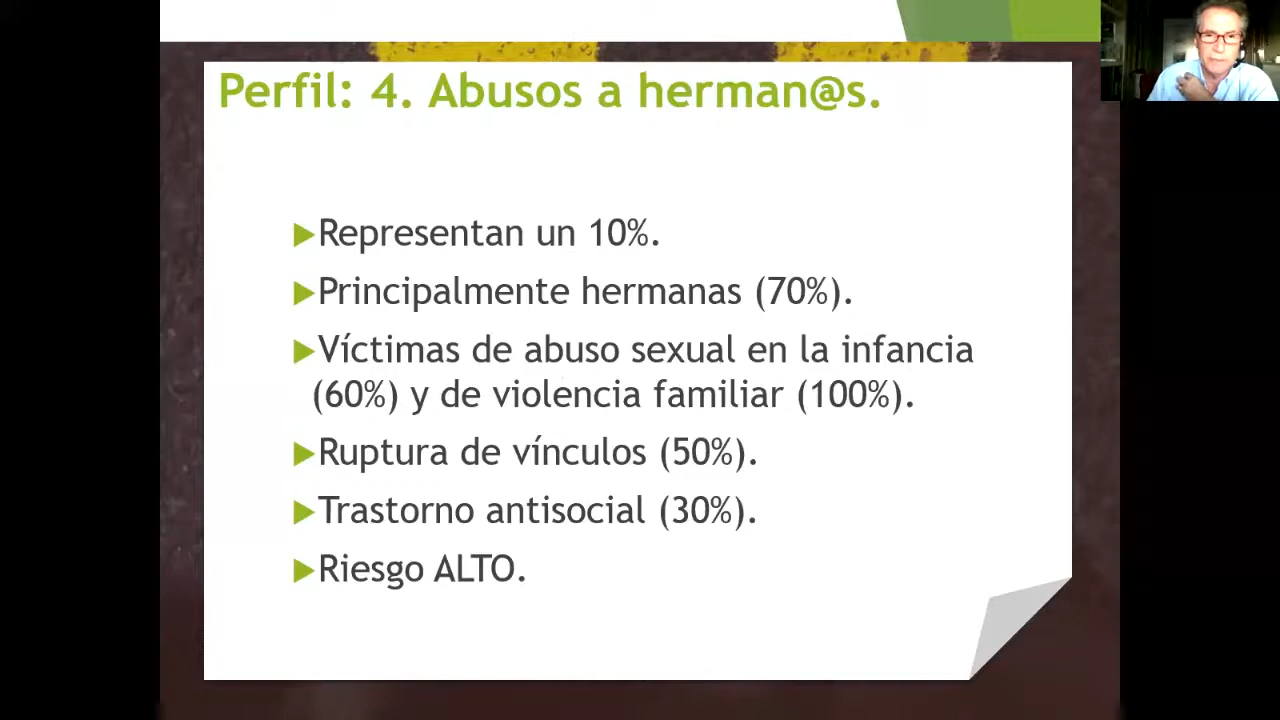 Perfil: 4. Abusos a herman@s.
Representan un 10%.
Principalmente hermanas (70%).
Víctimas de abuso sexual en la infancia
(60%) y de violencia familiar (100%).
Ruptura de vínculos (50%).
Trastorno antisocial (30%).
Riesgo ALTO.